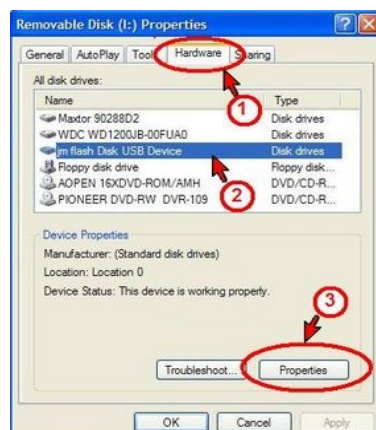 Removable Disk (I:) Properties
General AutoPlay Tools Hardware Sharing
1
All disk drives:
Name Type
Maxtor 90288D2 Disk drives
WDC WD1200JB-00FUA0 Disk drives
jm flash Disk USB Device Disk drives
Floppy disk drive Floppy disk...
AOPEN 16XDVD-ROM/AMH DVD/CD-R...
PIONEER DVD-RW DVR-109 DVD/CD-R...
2
Device Properties
Manufacturer: (Standard disk drives)
Location: Location 0
Device Status: This device is working properly.
3
Troubleshoot... Properties
OK Cancel Apply